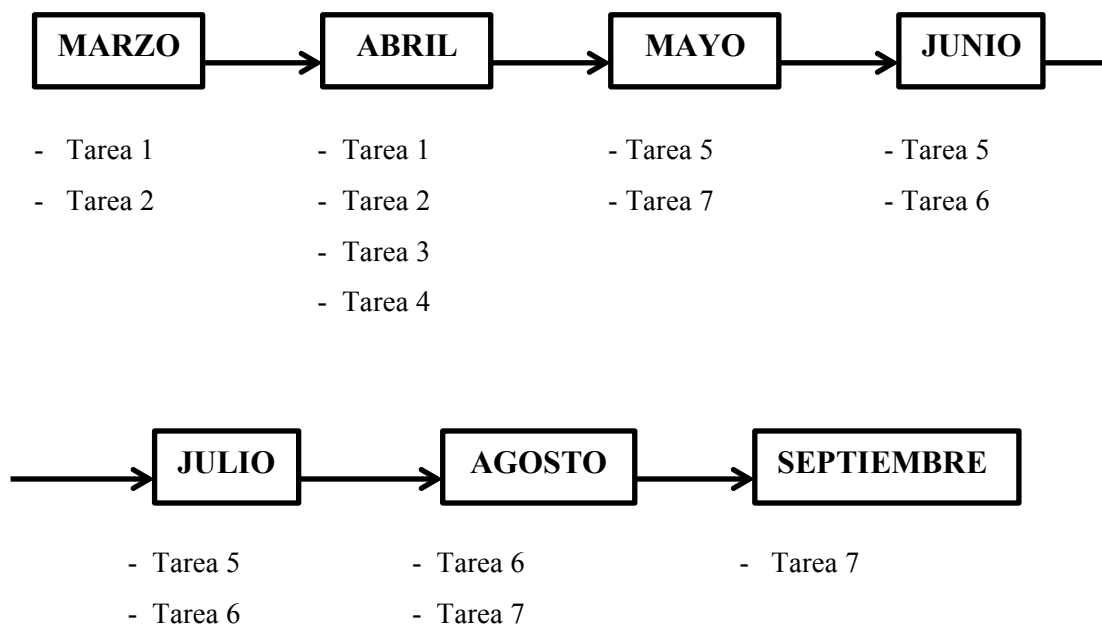 MARZO ABRIL MAYO JUNIO
- Tarea 1 - Tarea 1 - Tarea 5 - Tarea 5
- Tarea 2 - Tarea 2 - Tarea 7 - Tarea 6
- Tarea 3
- Tarea 4
JULIO AGOSTO SEPTIEMBRE
- Tarea 5 - Tarea 6 - Tarea 7
- Tarea 6 - Tarea 7